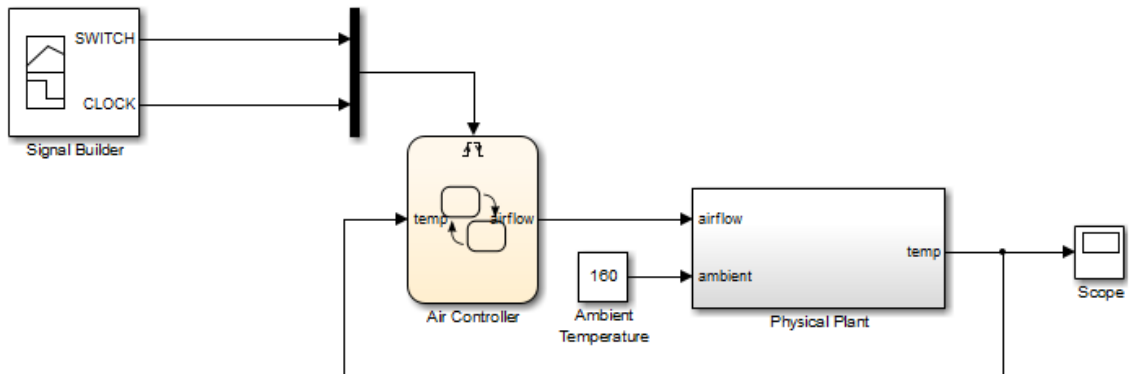 SWITCH
CLOCK
Signal Builder
temp
airflow
Air Controller
160
Ambient
Temperature
airflow
ambient
temp
Physical Plant
Scope